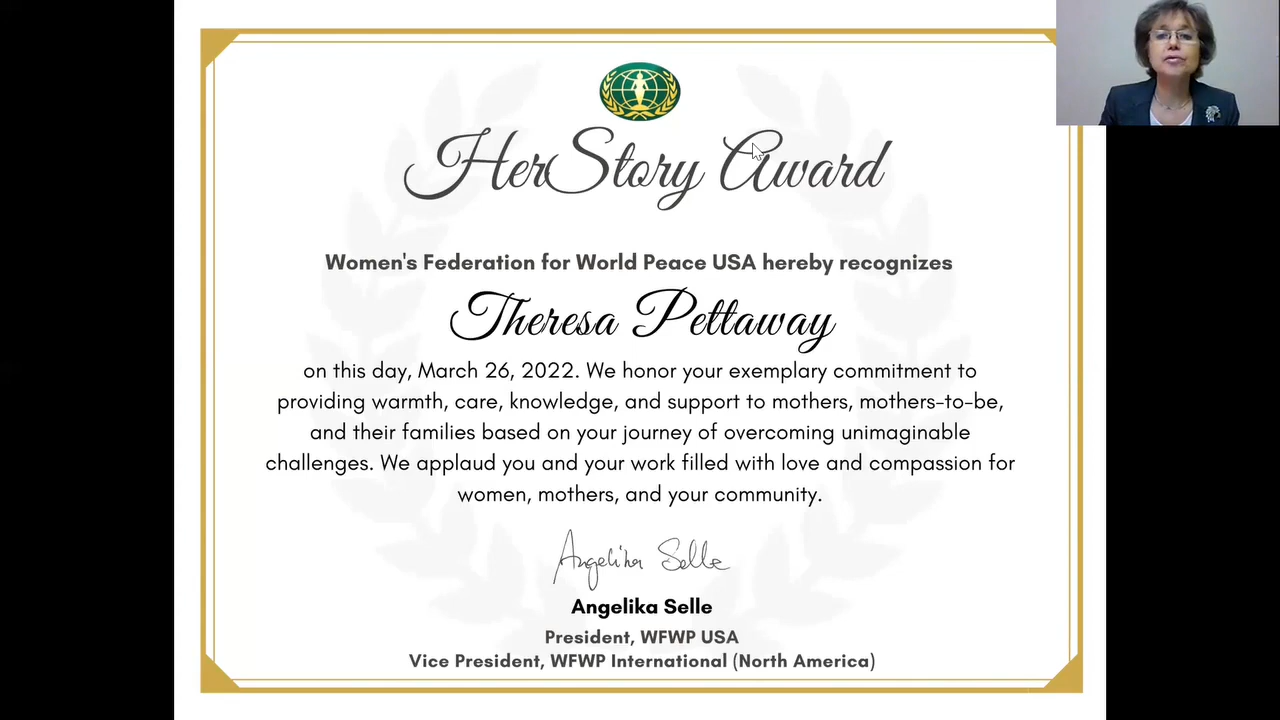 HerStory Award
Women's Federation for World Peace USA hereby recognizes
Theresa Pettaway
on this day, March 26, 2022. We honor your exemplary commitment to
providing warmth, care, knowledge, and support to mothers, mothers-to-be,
and their families based on your journey of overcoming unimaginable
challenges. We applaud you and your work filled with love and compassion for
women, mothers, and your community.
Angelika Selle
Angelika Selle
President, WFWP USA
Vice President, WFWP International (North America)